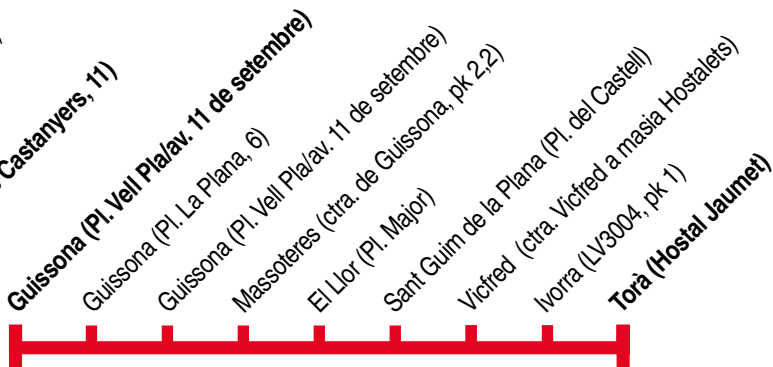 Castanyers, 11)
Guissona (Pl. Vell Pla/av. 11 de setembre)
Guissona (Pl. La Plana, 6)
Guissona (Pl. Vell Pla/av. 11 de setembre)
Massoteres (ctra. de Guissona, pk 2,2)
El Llor (Pl. Major)
Sant Guim de la Plana (Pl. del Castell)
Vicfred (ctra. Vicfred a masia Hostalets)
Ivorra (LV3004, pk 1)
Torà (Hostal Jaumet)